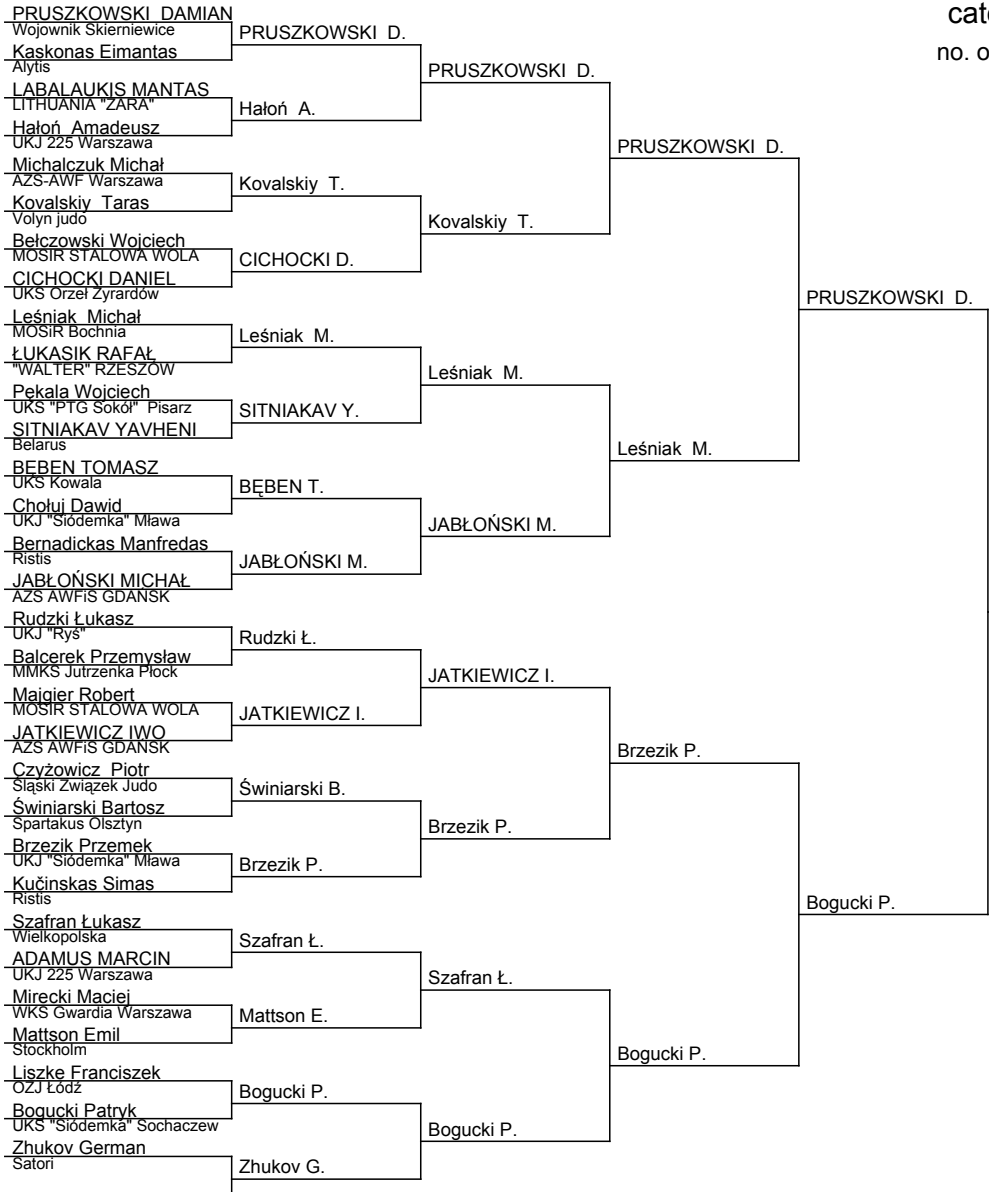 PRUSZKOWSKI DAMIAN
Wojownik Skierniewice
Kaskonas Eimantas
Alytis
LABALAUKIS MANTAS
LITHUANIA "ZARA"
Hałoń Amadeusz
UKJ 225 Warszawa
Michalczuk Michał
AZS-AWF Warszawa
Kovalskiy Taras
Volyn judo
Bełczowski Wojciech
MOSiR STALOWA WOLA
CICHOCKI DANIEL
UKS Orzeł Żyrardów
Leśniak Michał
MOSiR Bochnia
ŁUKASIK RAFAŁ
"WALTER" RZESZÓW
Pękala Wojciech
UKS "PTG Sokół" Pisarz
SITNIAKAV YAVHENI
Belarus
BĘBEN TOMASZ
UKS Kowala
Chołuj Dawid
UKJ "Siódemka" Mława
Bernadickas Manfredas
Ristis
JABŁOŃSKI MICHAŁ
AZS AWFiS GDAŃSK
Rudzki Łukasz
UKJ "Ryś"
Balcerek Przemysław
MMKS Jutrzenka Płock
Majgier Robert
MOSiR STALOWA WOLA
JATKIEWICZ IWO
AZS AWFiS GDAŃSK
Czyżowicz Piotr
Śląski Związek Judo
Świniarski Bartosz
Spartakus Olsztyn
Brzezik Przemek
UKJ "Siódemka" Mława
Kučinskas Simas
Ristis
Szafran Łukasz
Wielkopolska
ADAMUS MARCIN
UKJ 225 Warszawa
Mirecki Maciej
WKS Gwardia Warszawa
Mattson Emil
Stockholm
Liszke Franciszek
OZJ Łódź
Bogucki Patryk
UKS "Siódemka" Sochaczew
Zhukov German
Satori
PRUSZKOWSKI D.
Hałoń A.
Kovalskiy T.
CICHOCKI D.
Leśniak M.
SITNIAKAV Y.
BĘBEN T.
JABŁOŃSKI M.
Rudzki Ł.
JATKIEWICZ I.
Świniarski B.
Brzezik P.
Szafran Ł.
Mattson E.
Bogucki P.
Zhukov G.
PRUSZKOWSKI D.
Kovalskiy T.
Leśniak M.
JABŁOŃSKI M.
JATKIEWICZ I.
Brzezik P.
Szafran Ł.
Bogucki P.
PRUSZKOWSKI D.
Leśniak M.
Brzezik P.
Bogucki P.
PRUSZKOWSKI D.
Bogucki P.
no. o